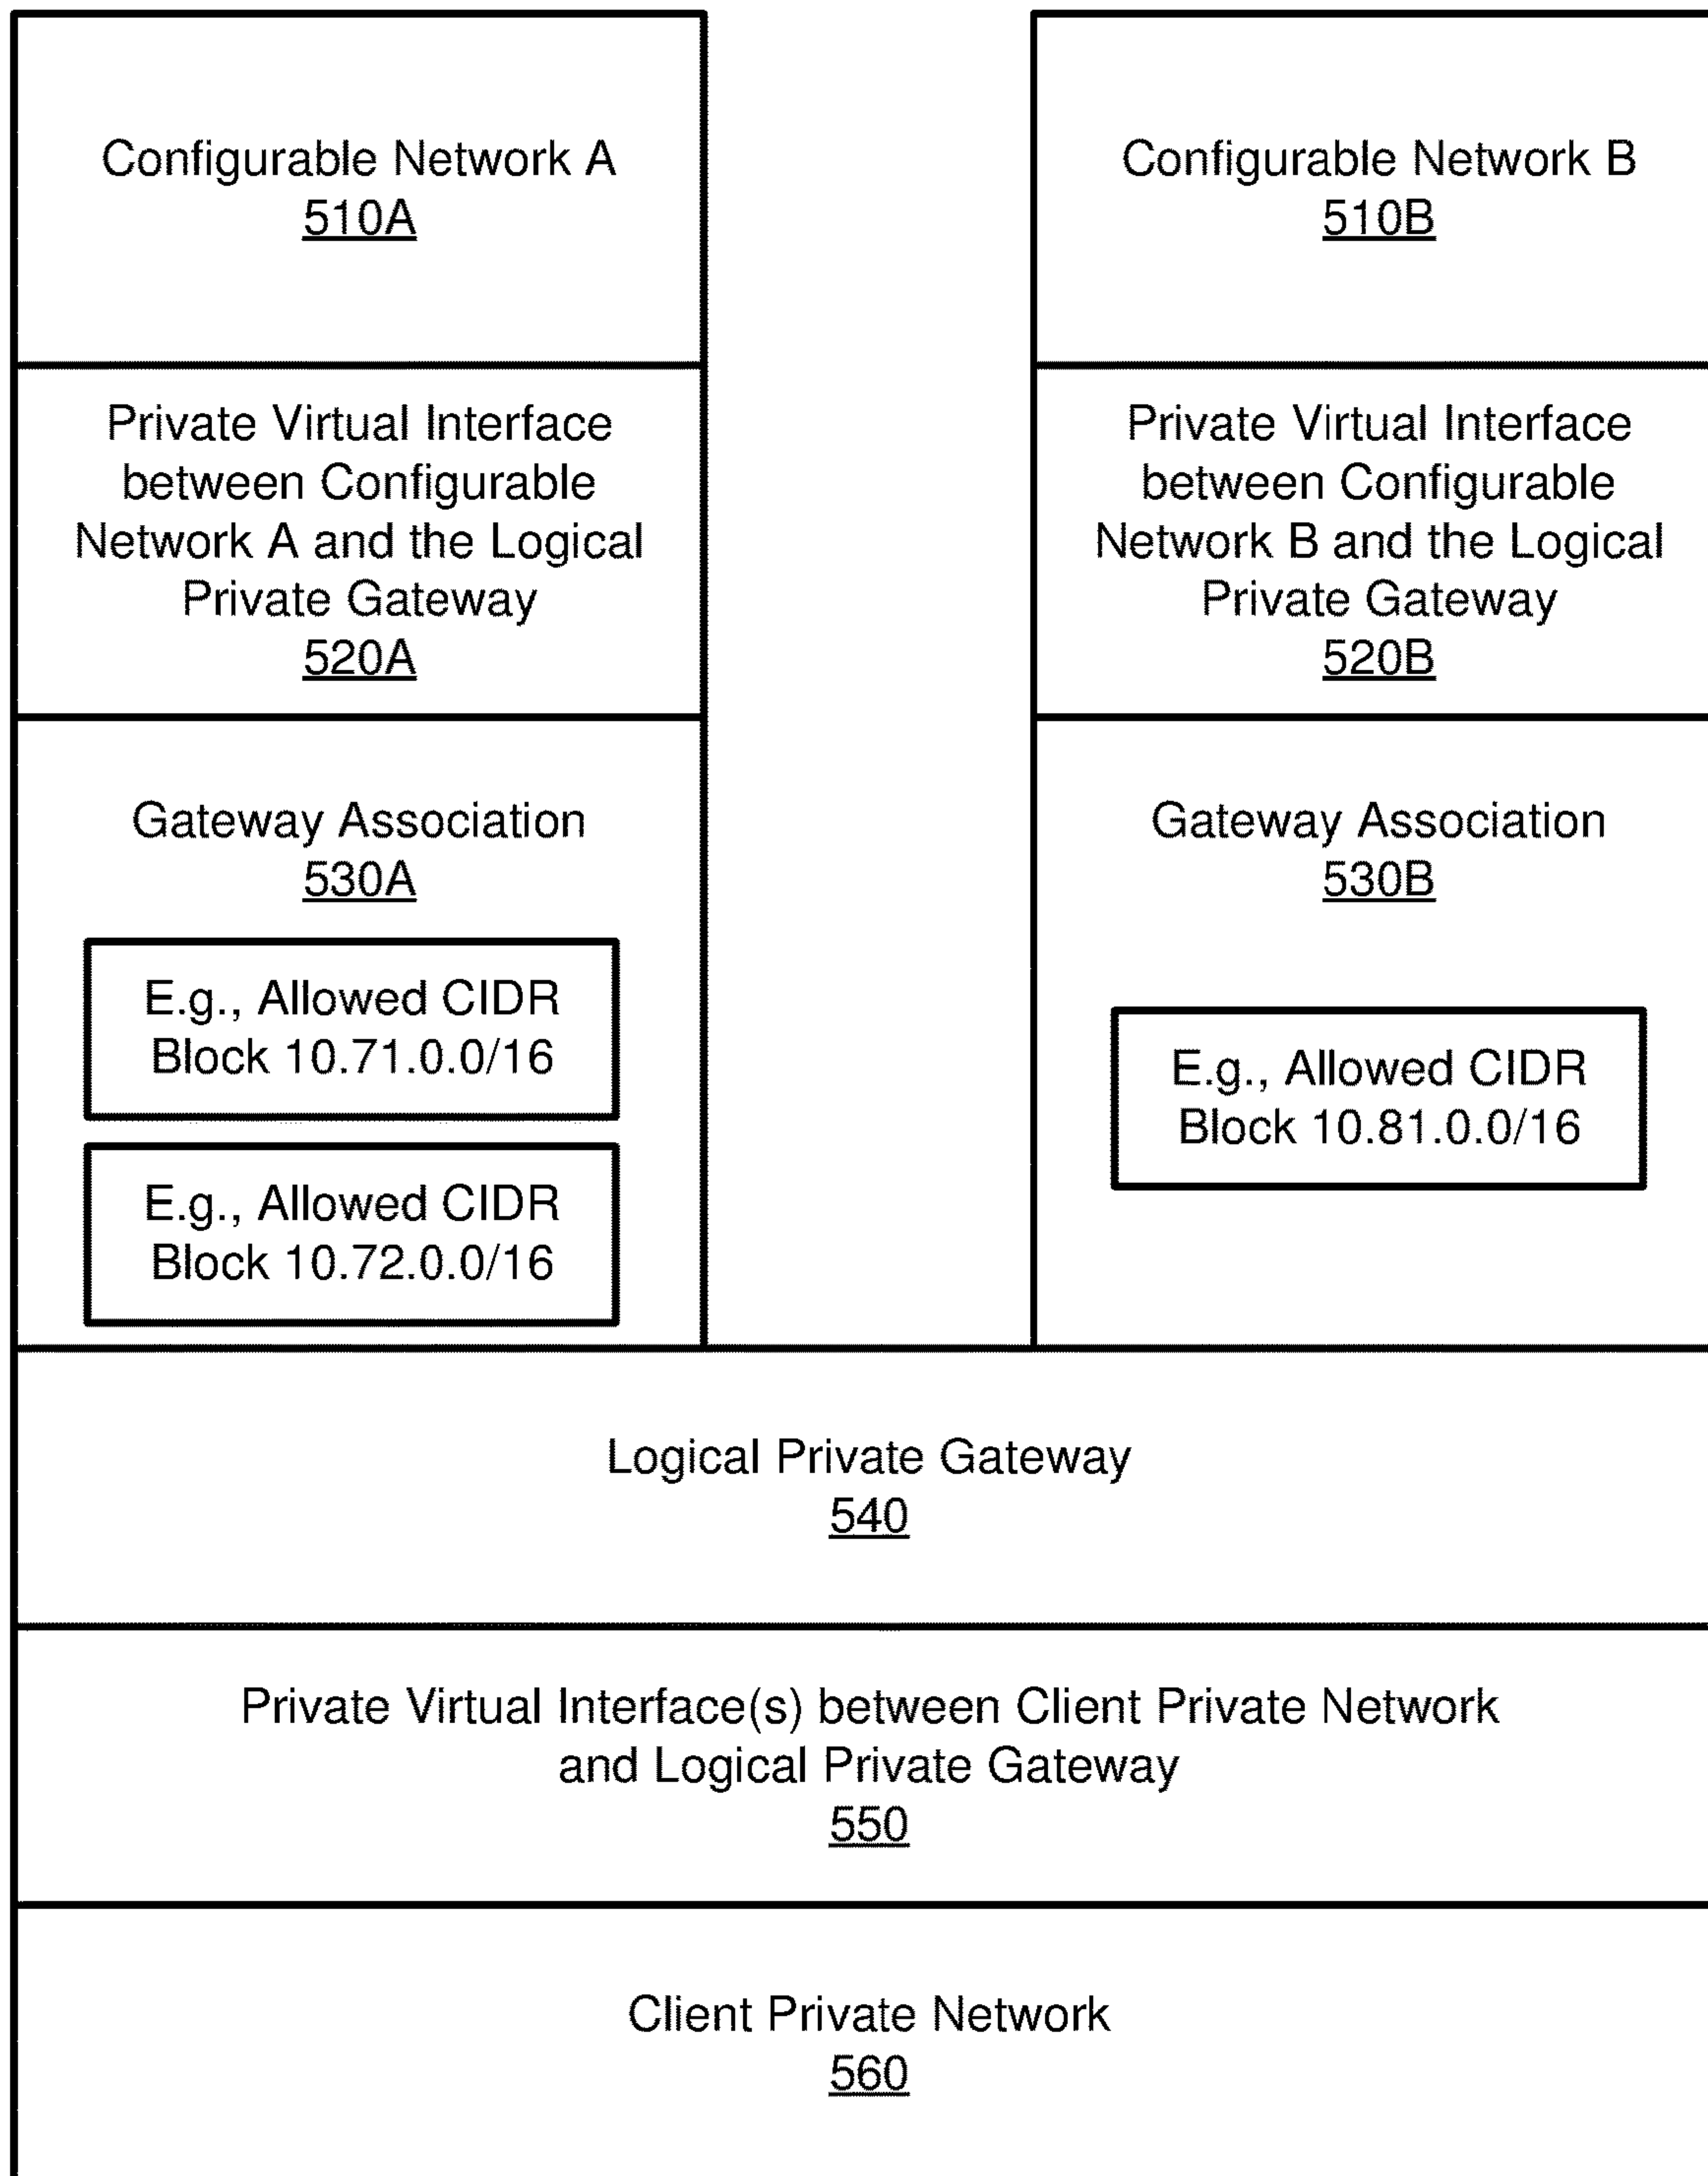 Configurable Network A
510A
Private Virtual Interface
between Configurable
Network A and the Logical
Private Gateway
520A
Gateway Association
530A
E.g., Allowed CIDR
Block 10.71.0.0/16
E.g., Allowed CIDR
Block 10.72.0.0/16
Configurable Network B
510B
Private Virtual Interface
between Configurable
Network B and the Logical
Private Gateway
520B
Gateway Association
530B
E.g., Allowed CIDR
Block 10.81.0.0/16
Logical Private Gateway
540
Private Virtual Interface(s) between Client Private Network
and Logical Private Gateway
550
Client Private Network
560